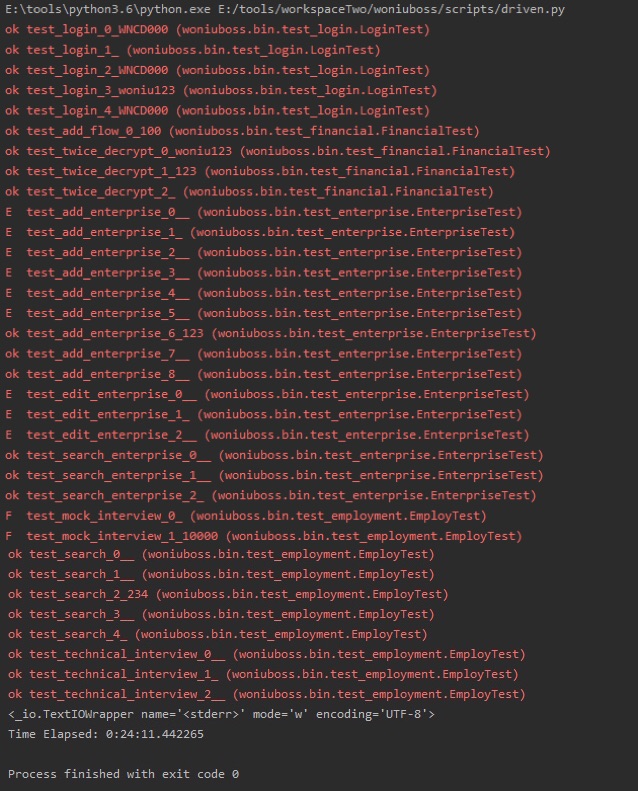 E:\tools\python3.6\python.exe E:/tools/workspaceTwo/woniuboss/scripts/driven.py
ok test_login_0_WNCD000 (woniuboss.bin.test_login.LoginTest)
ok test_login_1_ (woniuboss.bin.test_login.LoginTest)
ok test_login_2_WNCD000 (woniuboss.bin.test_login.LoginTest)
ok test_login_3_woniu123 (woniuboss.bin.test_login.LoginTest)
ok test_login_4_WNCD000 (woniuboss.bin.test_login.LoginTest)
ok test_add_flow_0_100 (woniuboss.bin.test_financial.FinancialTest)
ok test_twice_decrypt_0_woniu123 (woniuboss.bin.test_financial.FinancialTest)
ok test_twice_decrypt_1_123 (woniuboss.bin.test_financial.FinancialTest)
ok test_twice_decrypt_2_ (woniuboss.bin.test_financial.FinancialTest)
E  test_add_enterprise_0__ (woniuboss.bin.test_enterprise.EnterpriseTest)
E  test_add_enterprise_1_ (woniuboss.bin.test_enterprise.EnterpriseTest)
E  test_add_enterprise_2__ (woniuboss.bin.test_enterprise.EnterpriseTest)
E  test_add_enterprise_3__ (woniuboss.bin.test_enterprise.EnterpriseTest)
E  test_add_enterprise_4__ (woniuboss.bin.test_enterprise.EnterpriseTest)
E  test_add_enterprise_5__ (woniuboss.bin.test_enterprise.EnterpriseTest)
ok test_add_enterprise_6_123 (woniuboss.bin.test_enterprise.EnterpriseTest)
ok test_add_enterprise_7__ (woniuboss.bin.test_enterprise.EnterpriseTest)
ok test_add_enterprise_8__ (woniuboss.bin.test_enterprise.EnterpriseTest)
E  test_edit_enterprise_0__ (woniuboss.bin.test_enterprise.EnterpriseTest)
E  test_edit_enterprise_1_ (woniuboss.bin.test_enterprise.EnterpriseTest)
E  test_edit_enterprise_2__ (woniuboss.bin.test_enterprise.EnterpriseTest)
ok test_search_enterprise_0__ (woniuboss.bin.test_enterprise.EnterpriseTest)
ok test_search_enterprise_1__ (woniuboss.bin.test_enterprise.EnterpriseTest)
ok test_search_enterprise_2_ (woniuboss.bin.test_enterprise.EnterpriseTest)
F  test_mock_interview_0_ (woniuboss.bin.test_employment.EmployTest)
F  test_mock_interview_1_10000 (woniuboss.bin.test_employment.EmployTest)
ok test_search_0__ (woniuboss.bin.test_employment.EmployTest)
ok test_search_1__ (woniuboss.bin.test_employment.EmployTest)
ok test_search_2_234 (woniuboss.bin.test_employment.EmployTest)
ok test_search_3__ (woniuboss.bin.test_employment.EmployTest)
ok test_search_4_ (woniuboss.bin.test_employment.EmployTest)
ok test_technical_interview_0__ (woniuboss.bin.test_employment.EmployTest)
ok test_technical_interview_1_ (woniuboss.bin.test_employment.EmployTest)
ok test_technical_interview_2__ (woniuboss.bin.test_employment.EmployTest)
<_io.TextIOWrapper name='<stderr>' mode='w' encoding='UTF-8'>
Time Elapsed: 0:24:11.442265
Process finished with exit code 0